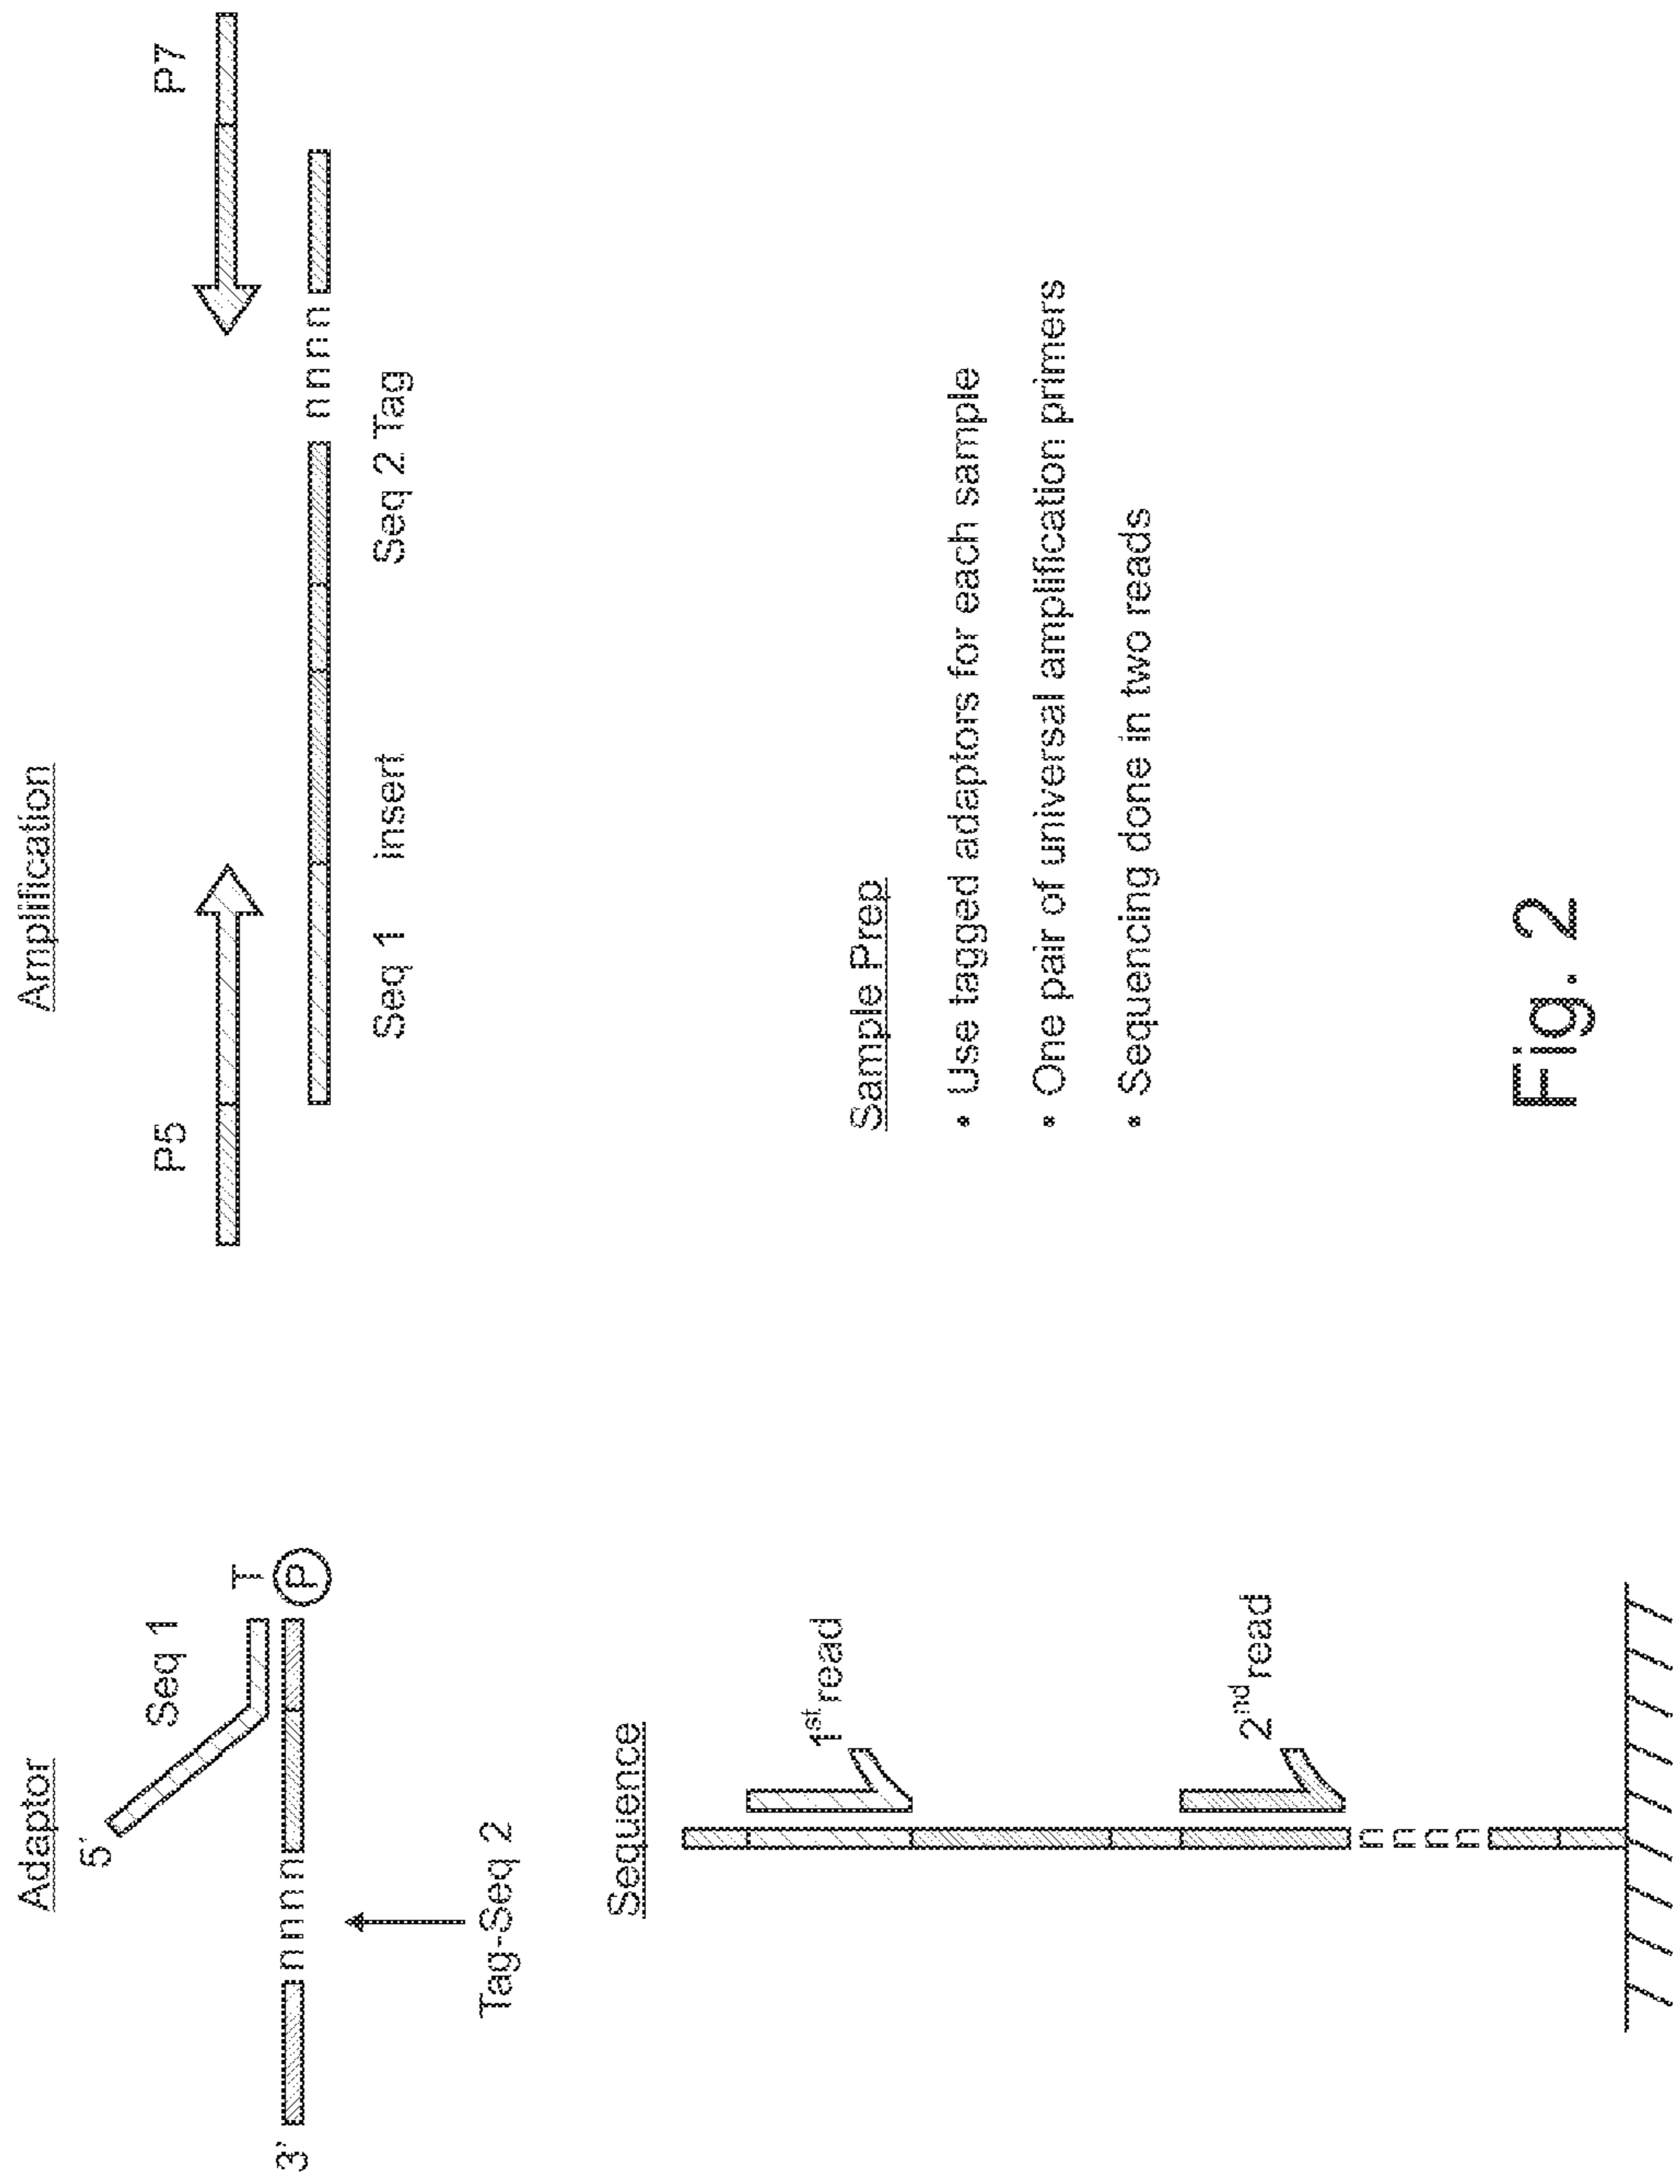 Adaptor
5'
Seq 1
T
P
3'
nnnn
Tag-Seq 2
Amplification
P5
P7
nnnn
Seq 1 insert Seq 2 Tag
Sequence
1st read
2nd read
nnnn
Sample Prep
• Use tagged adaptors for each sample
• One pair of universal amplification primers
• Sequencing done in two reads
Fig. 2